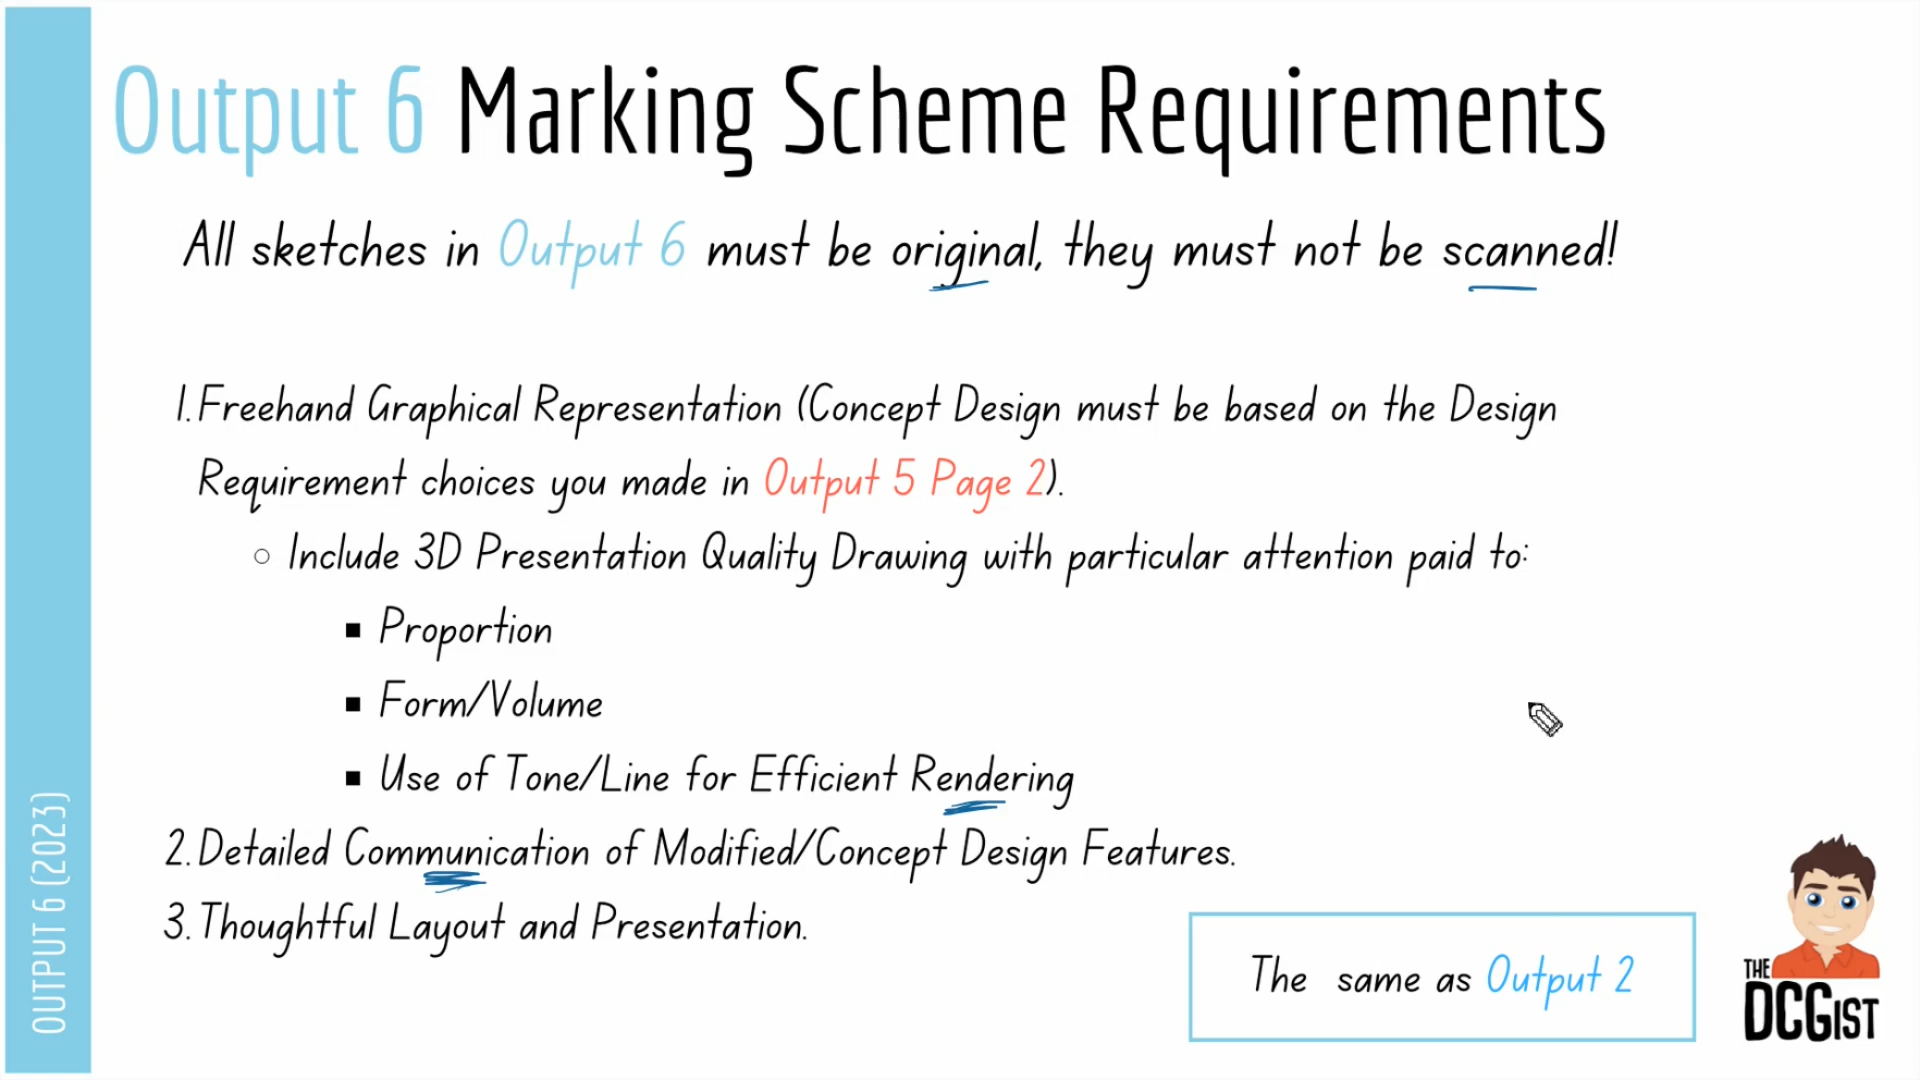 Output 6 Marking Scheme Requirements
All sketches in Output 6 must be original, they must not be scanned!
1. Freehand Graphical Representation (Concept Design must be based on the Design
Requirement choices you made in Output 5 Page 2).
Include 3D Presentation Quality Drawing with particular attention paid to:
Proportion
Form/Volume
Use of Tone/Line for Efficient Rendering
2. Detailed Communication of Modified/Concept Design Features.
3. Thoughtful Layout and Presentation.
The same as Output 2
OUTPUT 6 (2023)
THE
DCGIST